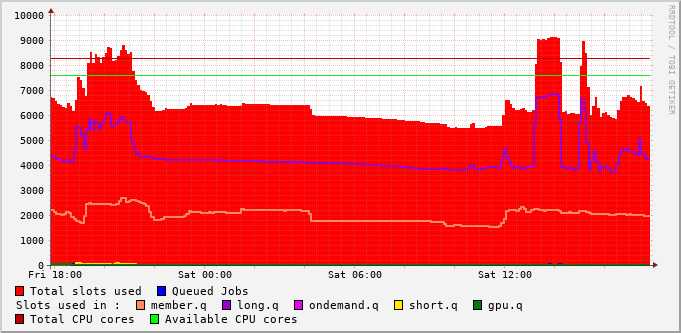 10000
9000
8000
7000
6000
5000
4000
3000
2000
1000
0
Fri 18:00 Sat 00:00 Sat 06:00 Sat 12:00
Total slots used Queued Jobs
Slots used in : member.q long.q ondemand.q short.q gpu.q
Total CPU cores Available CPU cores
RRDTOOL / TOBI OETIKER